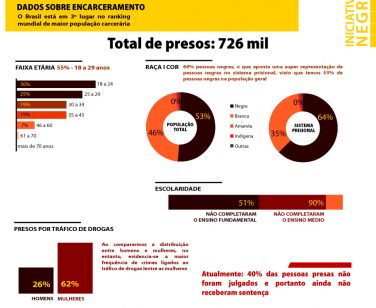 DADOS SOBRE ENCARCERAMENTO
O Brasil está em 3º lugar no ranking
mundial de maior população carcerária
INICIATIVA
NEGRA
Total de presos: 726 mil
FAIXA ETÁRIA 55% - 18 a 29 anos
30% 18 a 24
25% 25 a 29
19% 30 a 34
19% 35 a 45
7% 46 a 60
61 a 70
mais de 70 anos
RAÇA I COR 64% pessoas negras, o que aponta uma super representação de
pessoas negras no sistema prisional, visto que temos 53% de
pessoas negras na população geral
0%
53%
46%
POPULAÇÃO
TOTAL
Negra
Branca
Amarela
Indígena
Outras
0%
64%
35%
SISTEMA
PRISIONAL
ESCOLARIDADE
51% 90%
NÃO COMPLETARAM
O ENSINO FUNDAMENTAL
NÃO COMPLETARAM
O ENSINO MÉDIO
PRESOS POR TRÁFICO DE DROGAS
26% 62%
HOMENS MULHERES
Ao compararmos a distribuição
entre homens e mulheres, no
entanto, evidencia-se a maior
frequência de crimes ligados ao
tráfico de drogas entre as mulheres
Atualmente: 40% das pessoas presas não
foram julgados e portanto ainda não
receberam sentença